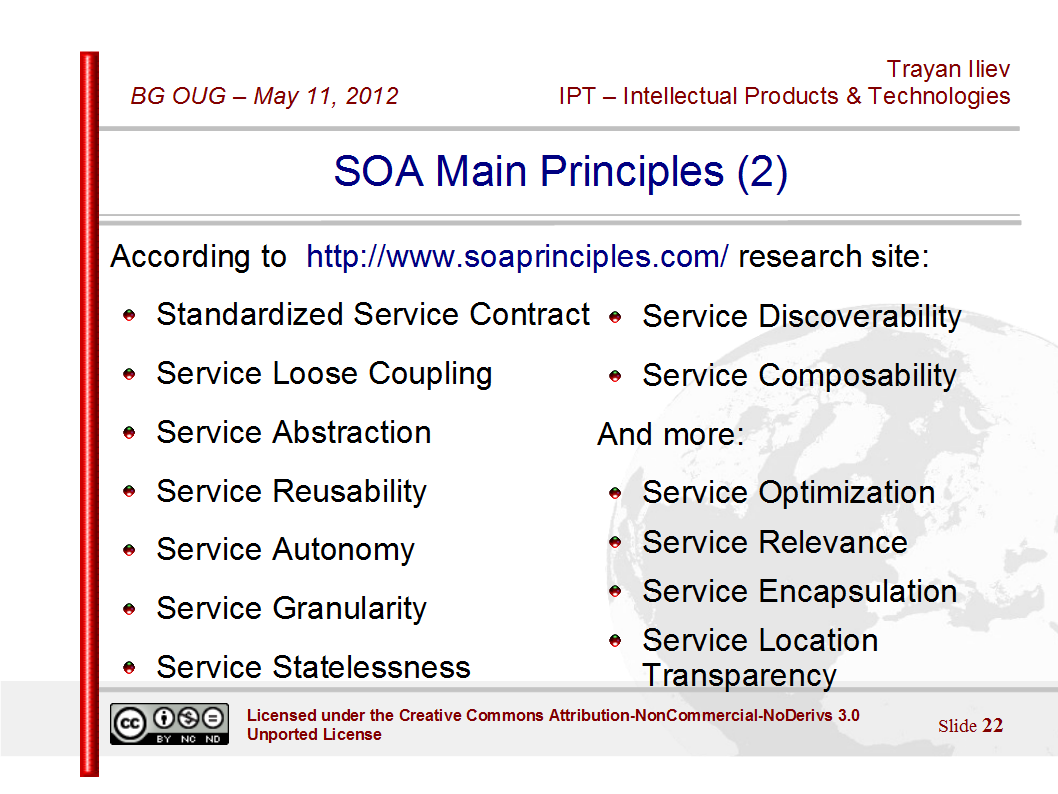 Trayan Iliev
BG OUG – May 11, 2012
IPT – Intellectual Products & Technologies
SOA Main Principles (2)
According to http://www.soaprinciples.com/ research site:
Standardized Service Contract
Service Loose Coupling
Service Abstraction
Service Reusability
Service Autonomy
Service Granularity
Service Statelessness
Service Discoverability
Service Composability
And more:
Service Optimization
Service Relevance
Service Encapsulation
Service Location
Transparency
cc
BY NC ND
Licensed under the Creative Commons Attribution-NonCommercial-NoDerivs 3.0
Unported License
Slide 22